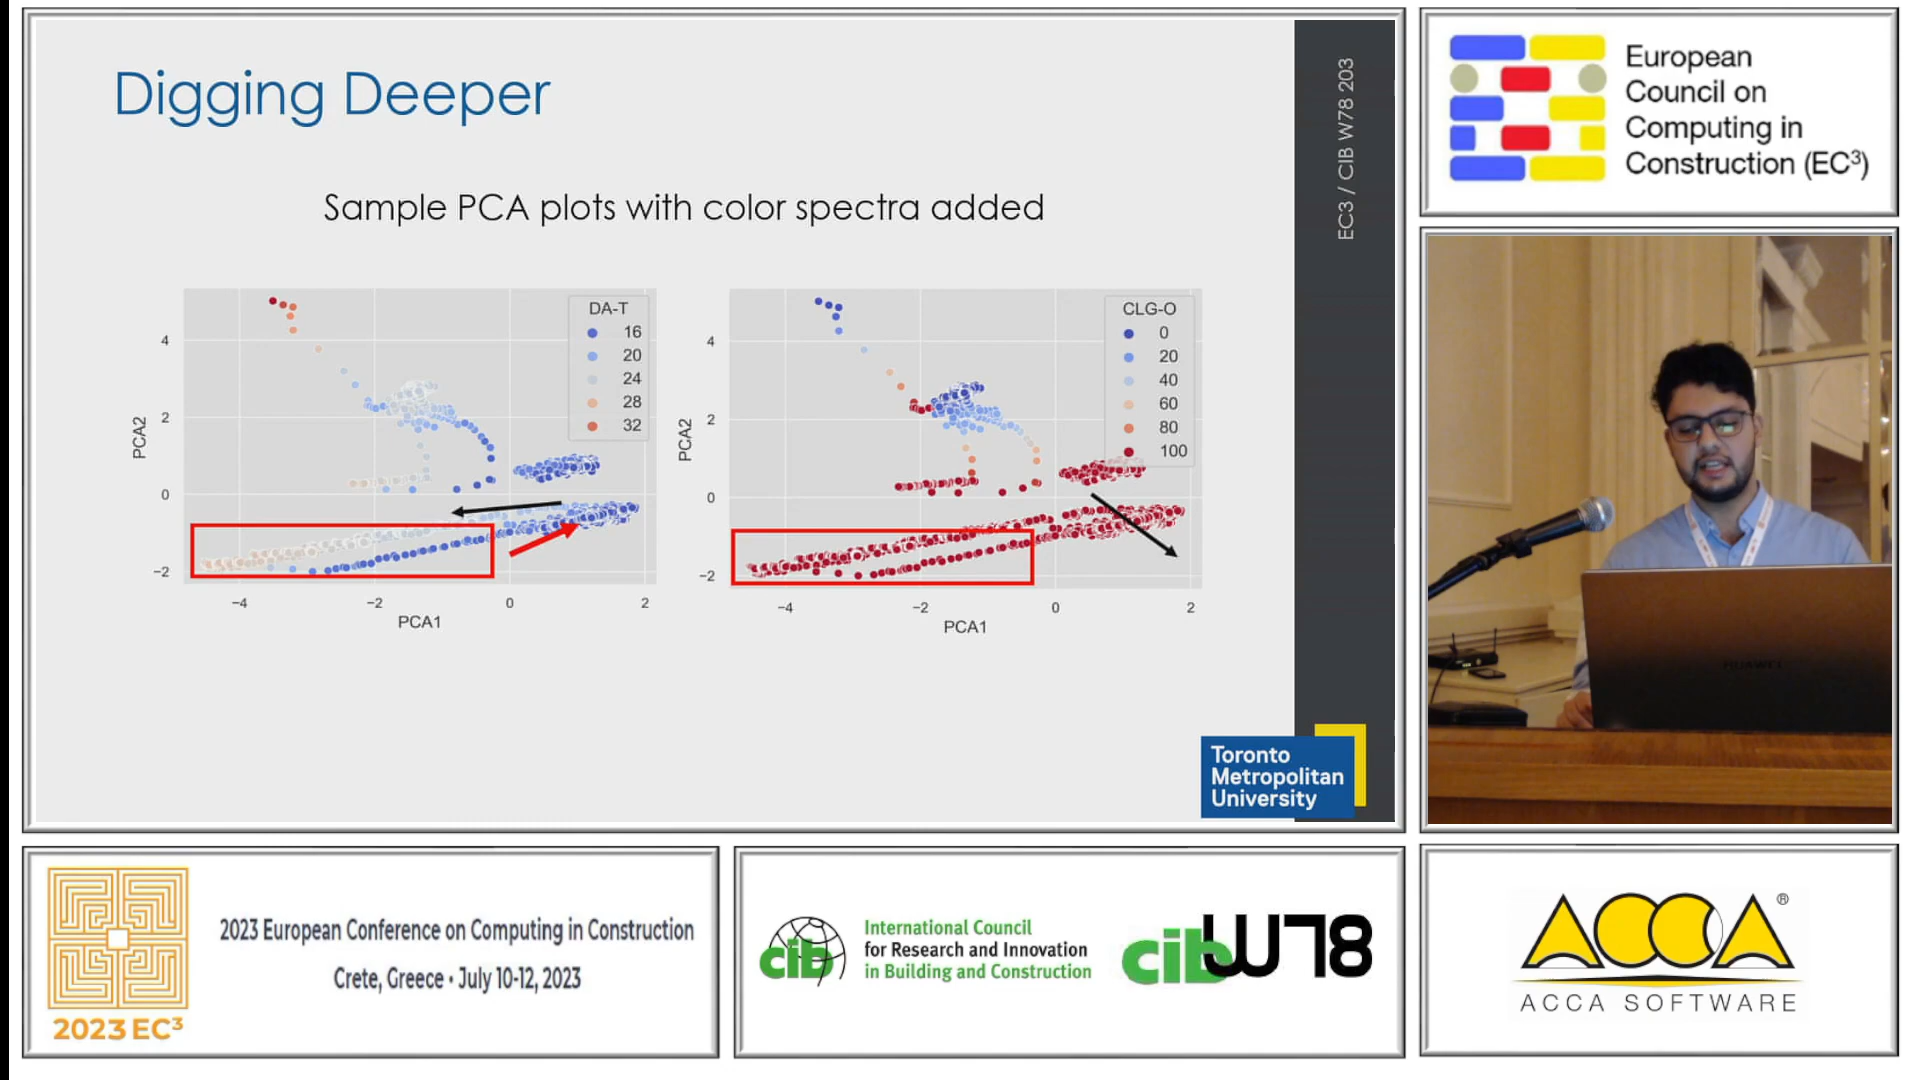 Digging Deeper
Sample PCA plots with color spectra added
DA-T
16
20
24
28
32
4
2
0
−2
PCA2
−4
−2
0
2
PCA1
CLG-O
0
20
40
60
80
100
4
2
0
−2
PCA2
−4
−2
0
2
PCA1
EC3 / CIB W78 203
Toronto
Metropolitan
University
European
Council on
Computing in
Construction (EC³)
HUAWEI
2023 EC³
2023 European Conference on Computing in Construction
Crete, Greece • July 10-12, 2023
cib
International Council
for Research and Innovation
in Building and Construction
cib W78
ACCA ®
ACCA SOFTWARE